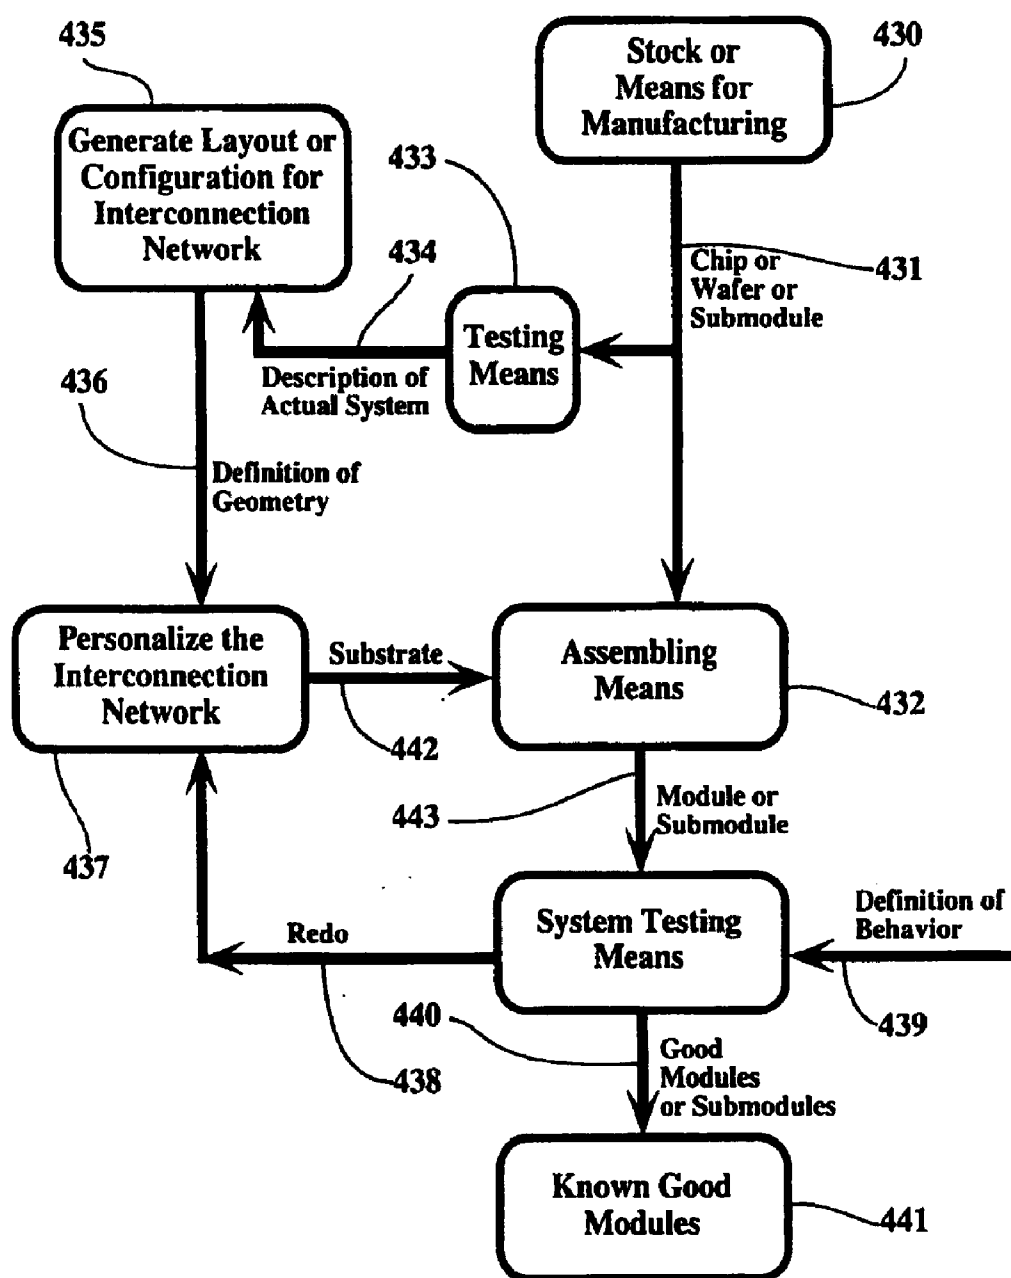 435
430
Stock or
Means for
Manufacturing
Generate Layout or
Configuration for
Interconnection
Network
433
434
431
Chip or
Wafer or
Submodule
Testing
Means
Description of
Actual System
436
Definition of
Geometry
Personalize the
Interconnection
Network
Substrate
Assembling
Means
432
442
443
Module or
Submodule
437
System Testing
Means
Definition of
Behavior
Redo
440
439
438
Good
Modules
or Submodules
Known Good
Modules
441